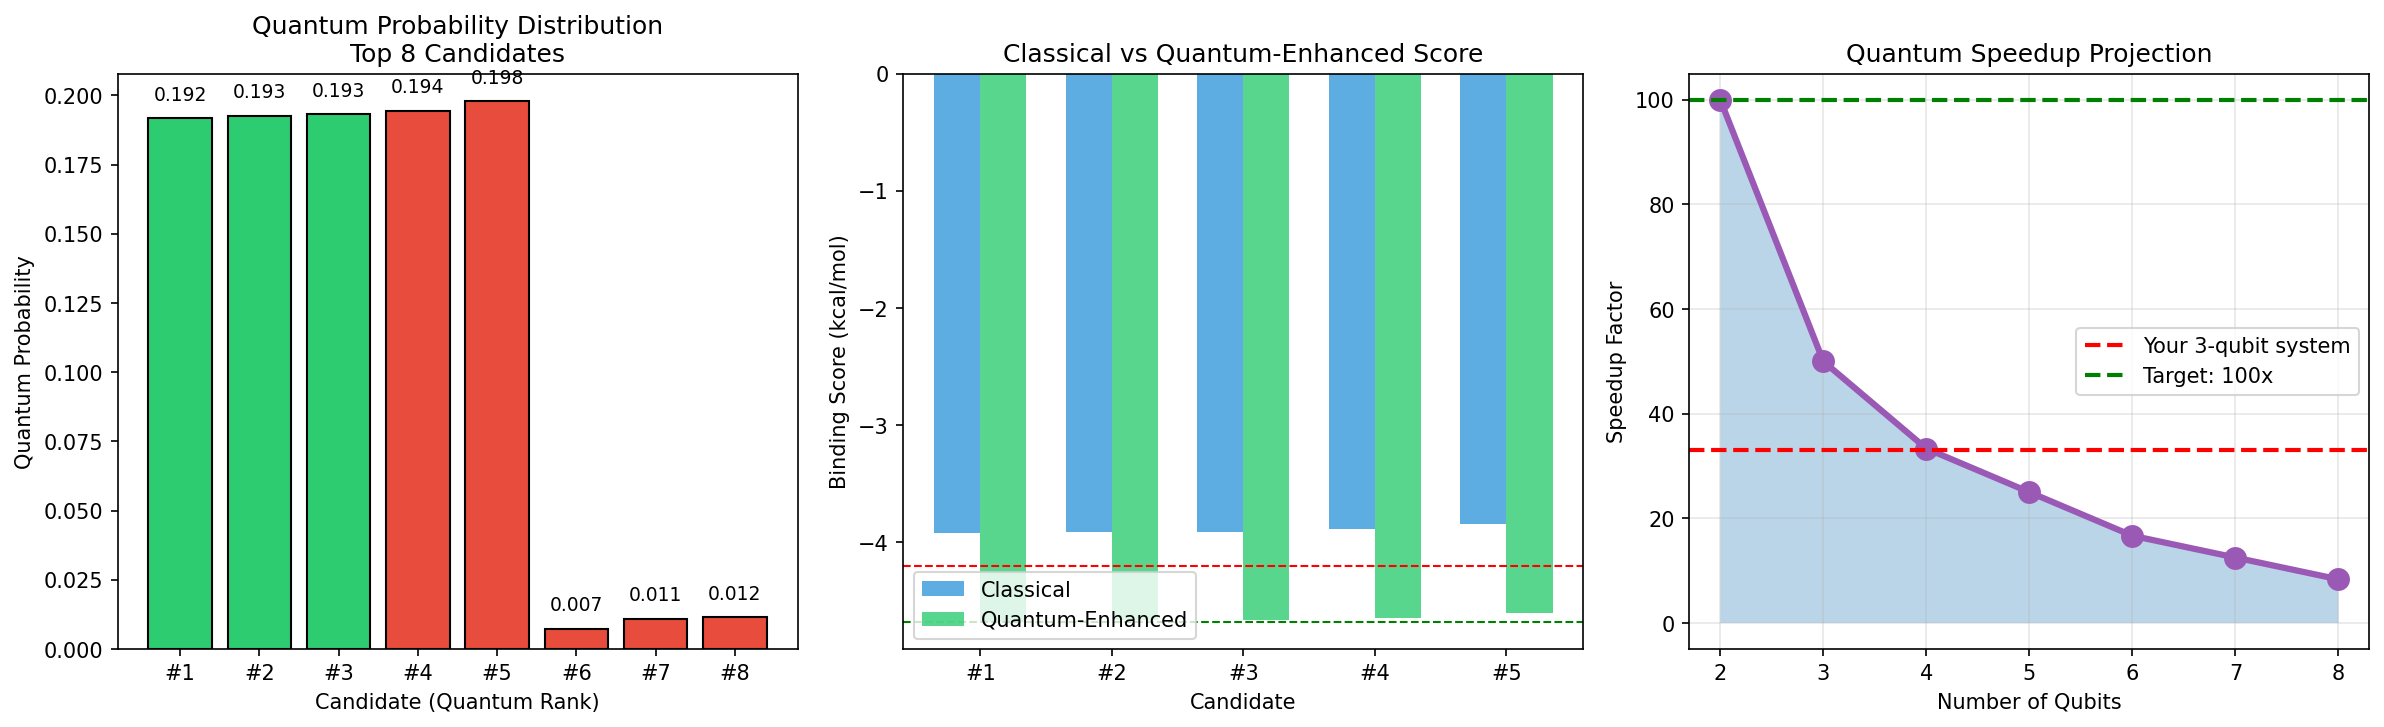 Quantum Probability Distribution
Top 8 Candidates
Quantum Probability
0.200
0.175
0.150
0.125
0.100
0.075
0.050
0.025
0.000
0.192
0.193
0.193
0.194
0.198
0.007
0.011
0.012
#1 #2 #3 #4 #5 #6 #7 #8
Candidate (Quantum Rank)
Classical vs Quantum-Enhanced Score
Binding Score (kcal/mol)
0
−1
−2
−3
−4
Classical
Quantum-Enhanced
#1 #2 #3 #4 #5
Candidate
Quantum Speedup Projection
Speedup Factor
100
80
60
40
20
0
Your 3-qubit system
Target: 100x
2 3 4 5 6 7 8
Number of Qubits